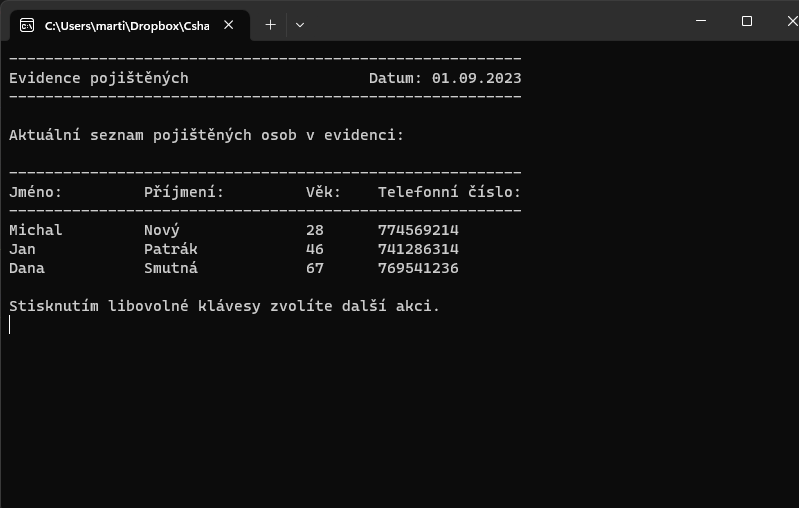 C:\Users\marti\Dropbox\Csha
---------------------------------------------------------
Evidence pojištěných                    Datum: 01.09.2023
---------------------------------------------------------
Aktuální seznam pojištěných osob v evidenci:
---------------------------------------------------------
Jméno:         Příjmení:         Věk:    Telefonní číslo:
---------------------------------------------------------
Michal         Nový              28      774569214
Jan            Patrák            46      741286314
Dana           Smutná            67      769541236
Stisknutím libovolné klávesy zvolíte další akci.